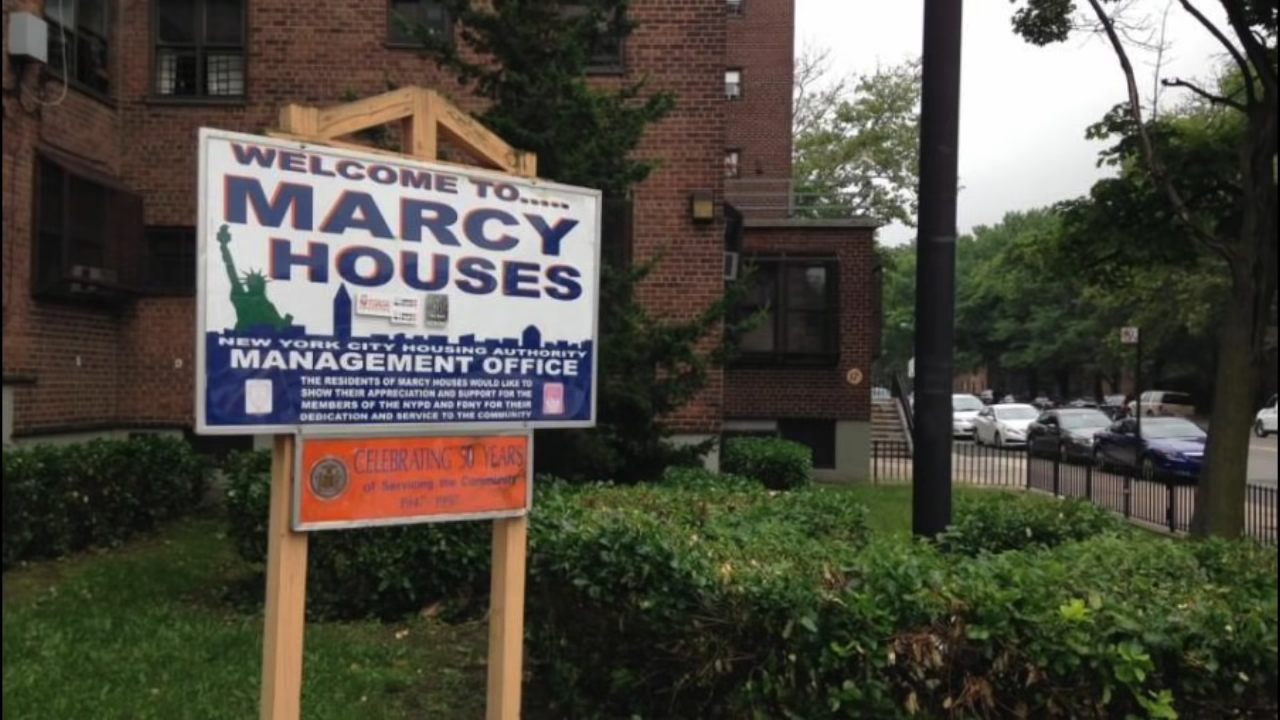 WELCOME TO.....
MARCY
HOUSES
NEW YORK CITY HOUSING AUTHORITY
MANAGEMENT OFFICE
THE RESIDENTS OF MARCY HOUSES WOULD LIKE TO
SHOW THEIR APPRECIATION AND SUPPORT FOR THE
MEMBERS OF THE NYPD AND FDNY FOR THEIR
DEDICATION AND SERVICE TO THE COMMUNITY
CELEBRATING 50 YEARS
of Servicing the Community
1947-1997